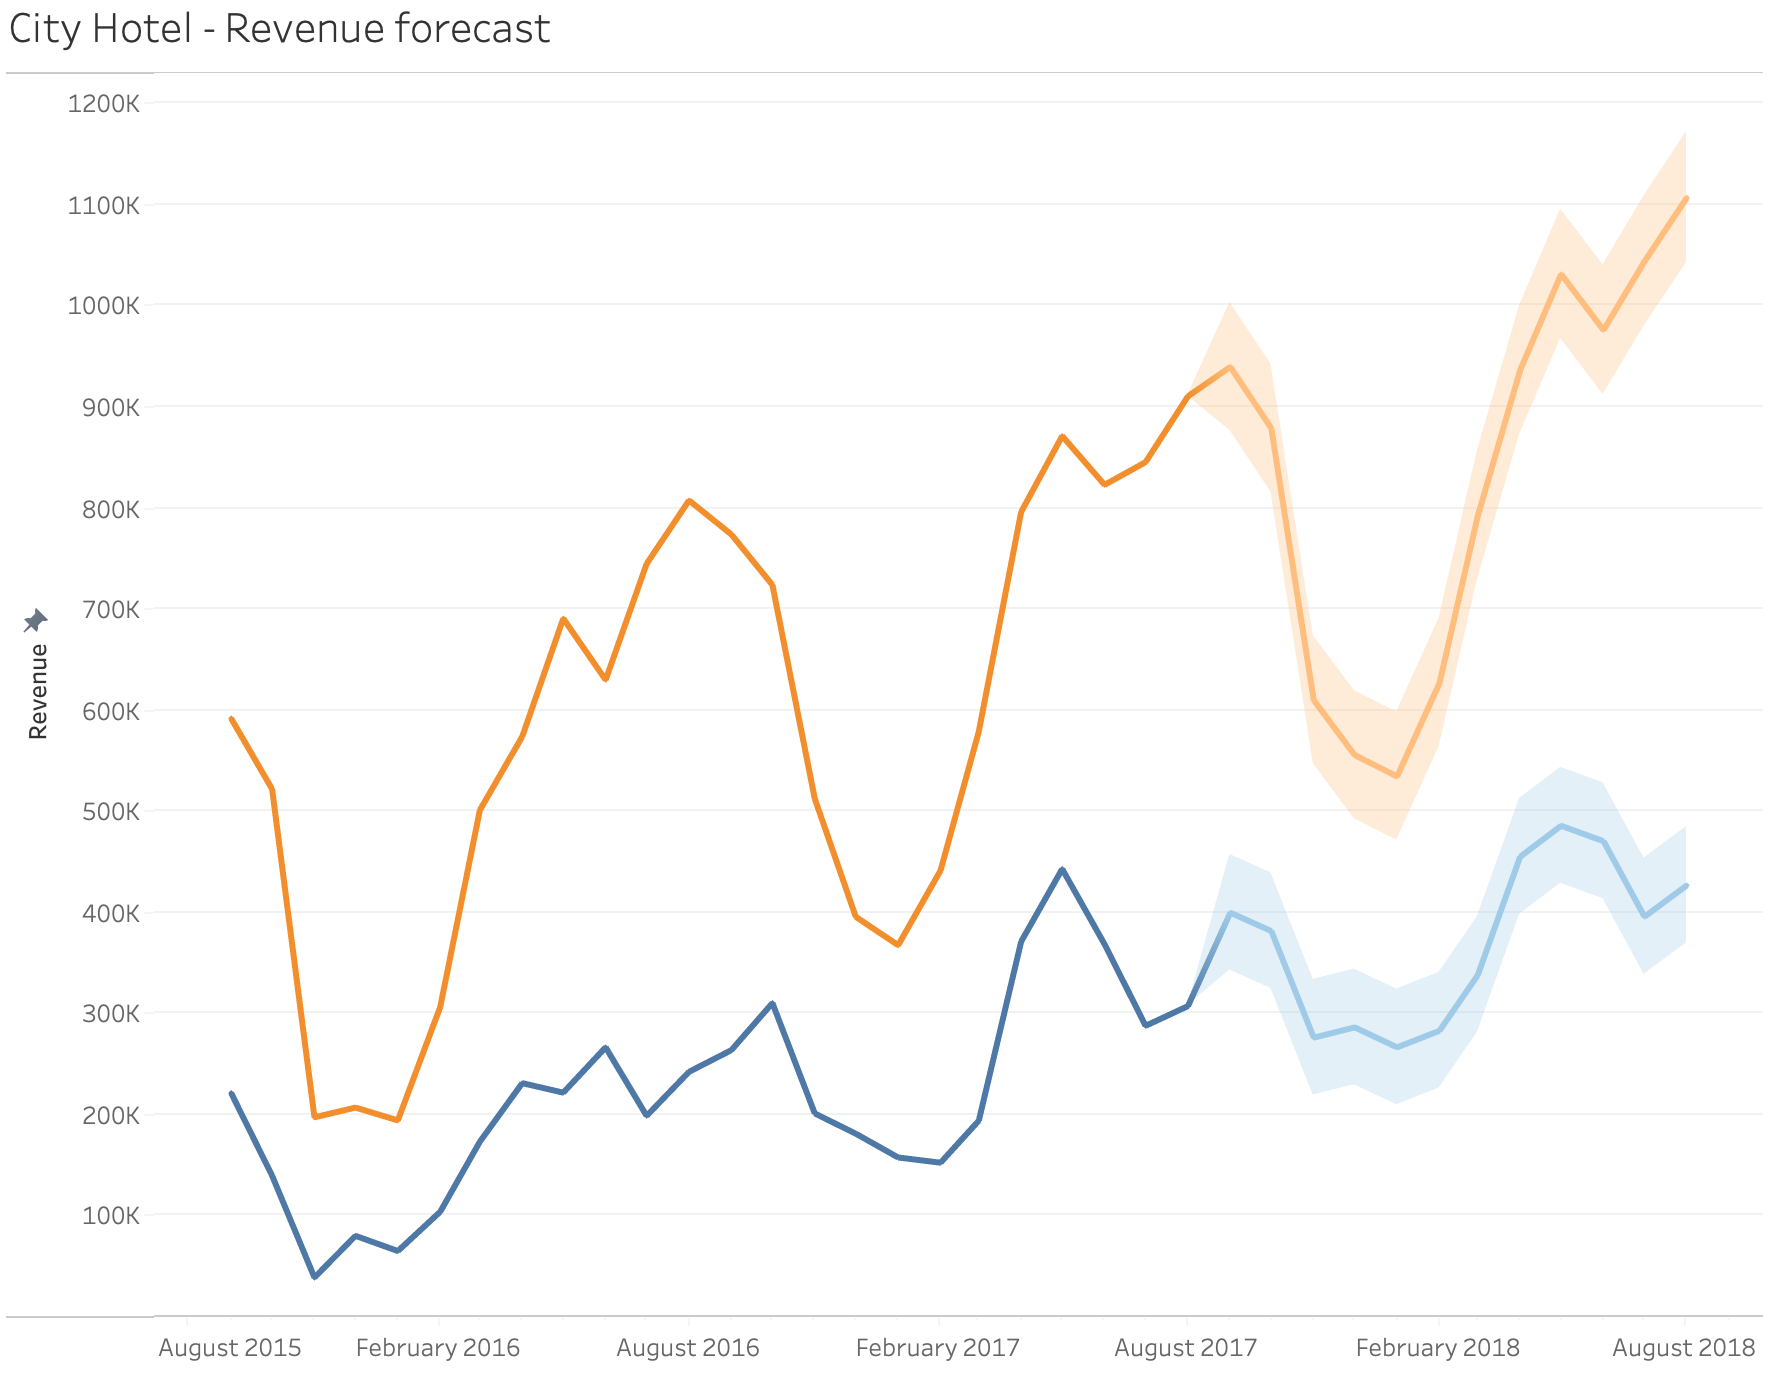 City Hotel - Revenue forecast
1200K
1100K
1000K
900K
800K
700K
600K
500K
400K
300K
200K
100K
Revenue
August 2015 February 2016 August 2016 February 2017 August 2017 February 2018 August 2018